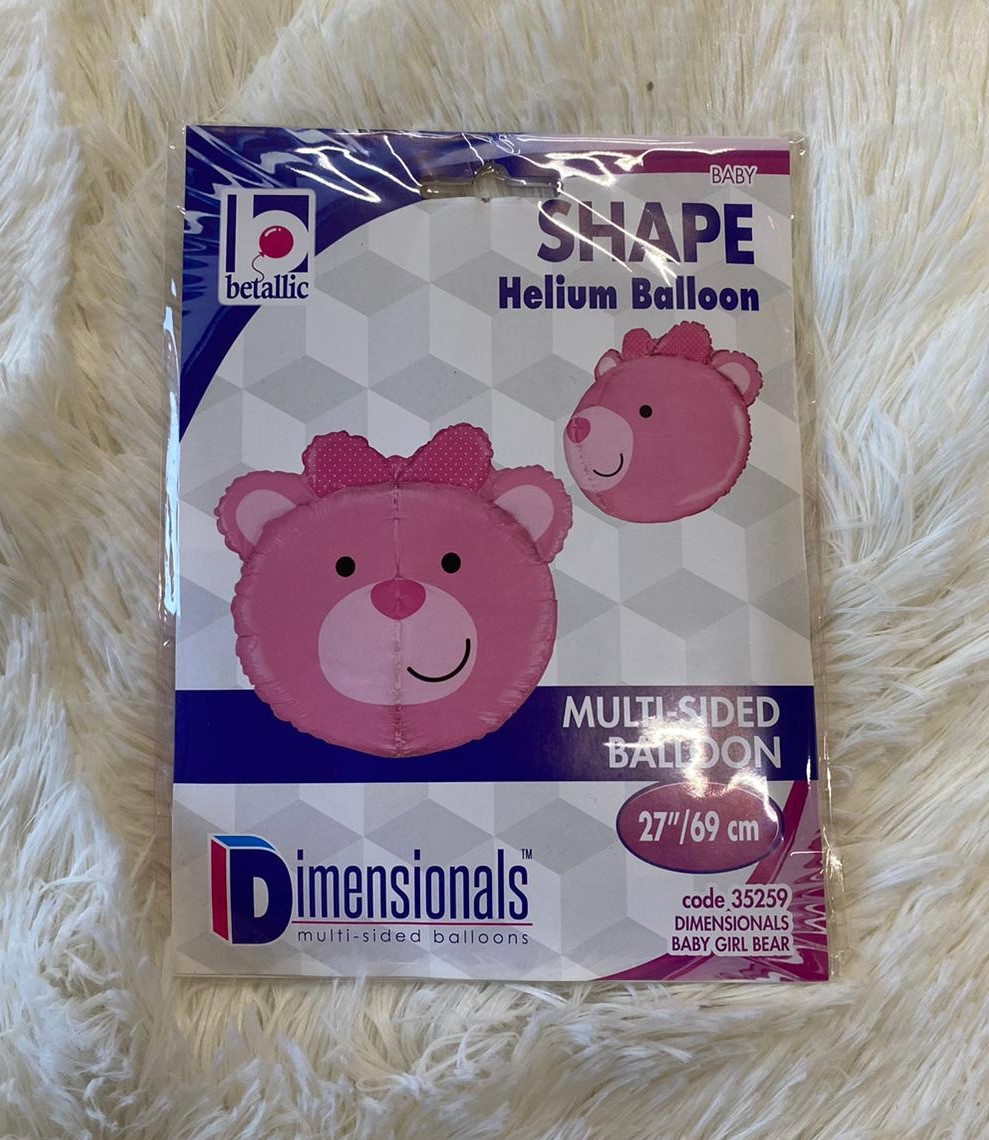 betallic
BABY
SHAPE
Helium Balloon
MULTI-SIDED
BALLOON
27"/69 cm
Dimensionals™
multi-sided balloons
code 35259
DIMENSIONALS
BABY GIRL BEAR